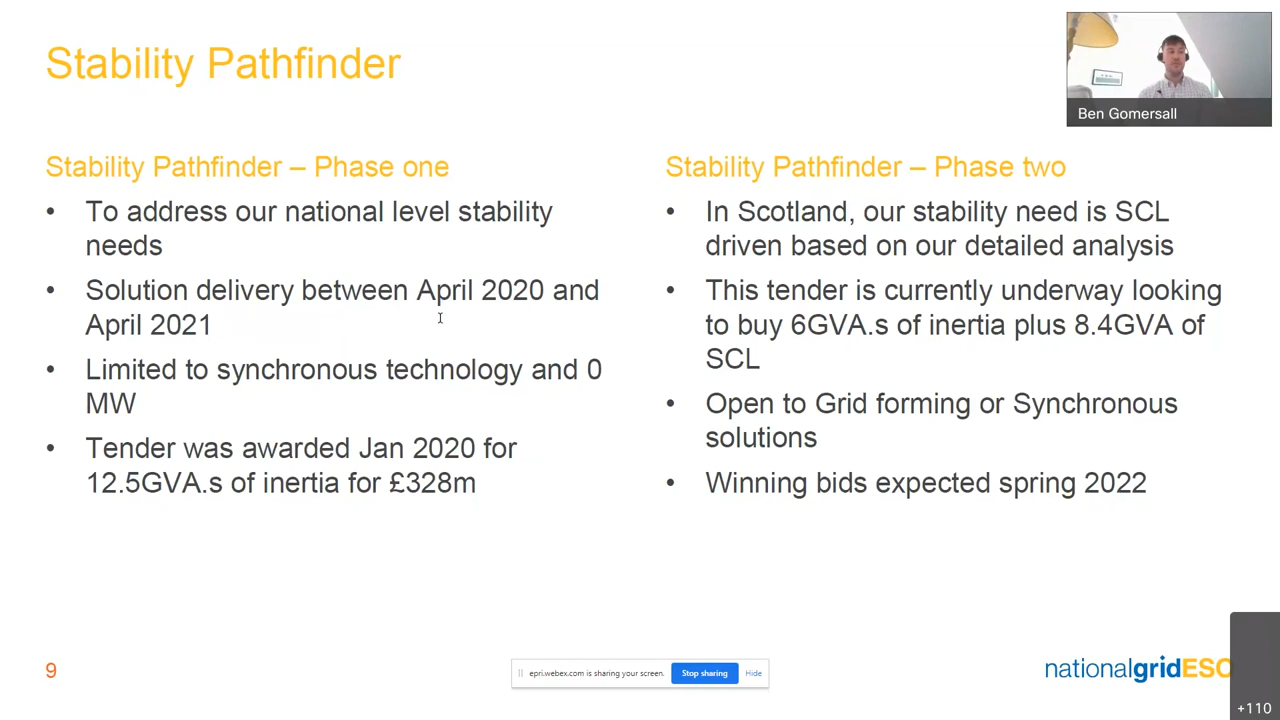 Stability Pathfinder
Ben Gomersall
Stability Pathfinder – Phase one
• To address our national level stability
needs
• Solution delivery between April 2020 and
April 2021
• Limited to synchronous technology and 0
MW
• Tender was awarded Jan 2020 for
12.5GVA.s of inertia for £328m
Stability Pathfinder – Phase two
• In Scotland, our stability need is SCL
driven based on our detailed analysis
• This tender is currently underway looking
to buy 6GVA.s of inertia plus 8.4GVA of
SCL
• Open to Grid forming or Synchronous
solutions
• Winning bids expected spring 2022
9
epri.webex.com is sharing your screen.
Stop sharing
Hide
nationalgridESO
+110